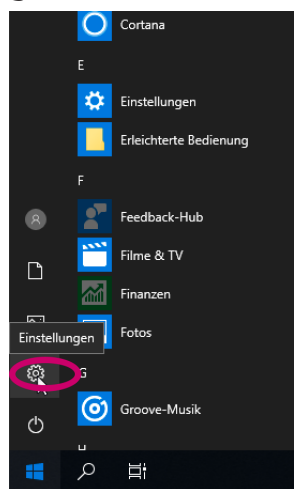 Cortana
E
Einstellungen
Erleichterte Bedienung
F
Feedback-Hub
Filme & TV
Finanzen
Fotos
Einstellungen
G
Groove-Musik
H